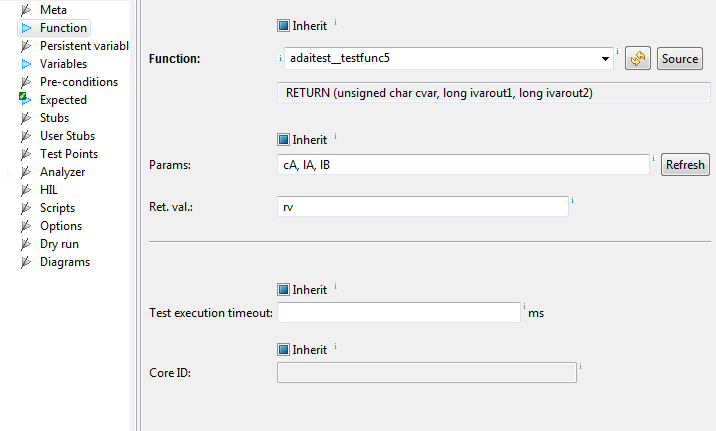 Meta
Function
Persistent variabl
Variables
Pre-conditions
Expected
Stubs
User Stubs
Test Points
Analyzer
HIL
Scripts
Options
Dry run
Diagrams
Inherit
Function:
adaitest__testfunc5
Source
RETURN (unsigned char cvar, long ivarout1, long ivarout2)
Inherit
Params:
cA, IA, IB
Refresh
Ret. val.:
rv
Inherit
Test execution timeout:
ms
Inherit
Core ID: